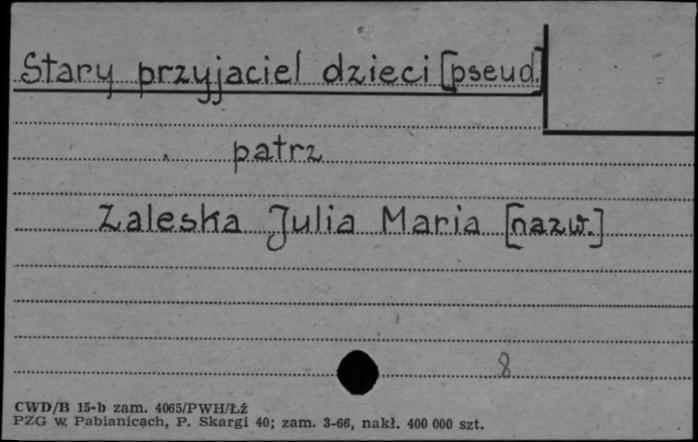 Stary przyjaciel dzieci [pseud.]
patrz
Zaleska Julia Maria [nazw.]
8
CWD/B 15-b zam. 4065/PWH/Łź
PZG w Pabianicach, P. Skargi 40; zam. 3-66, nakł. 400 000 szt.